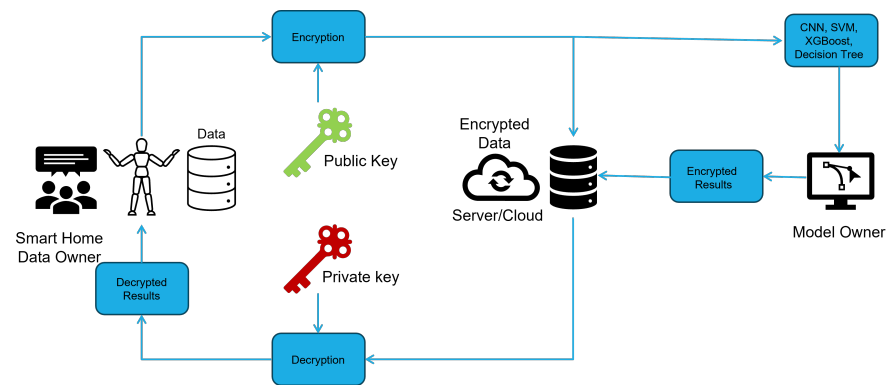 Encryption
CNN, SVM,
XGBoost,
Decision Tree
Data
Public Key
Encrypted
Data
Server/Cloud
Encrypted
Results
Model Owner
Smart Home
Data Owner
Private key
Decrypted
Results
Decryption